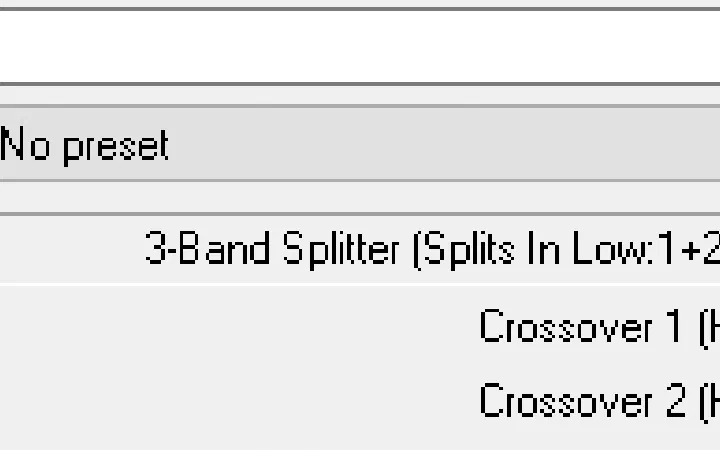 No preset
3-Band Splitter (Splits In Low:1+2
Crossover 1 (H
Crossover 2 (H